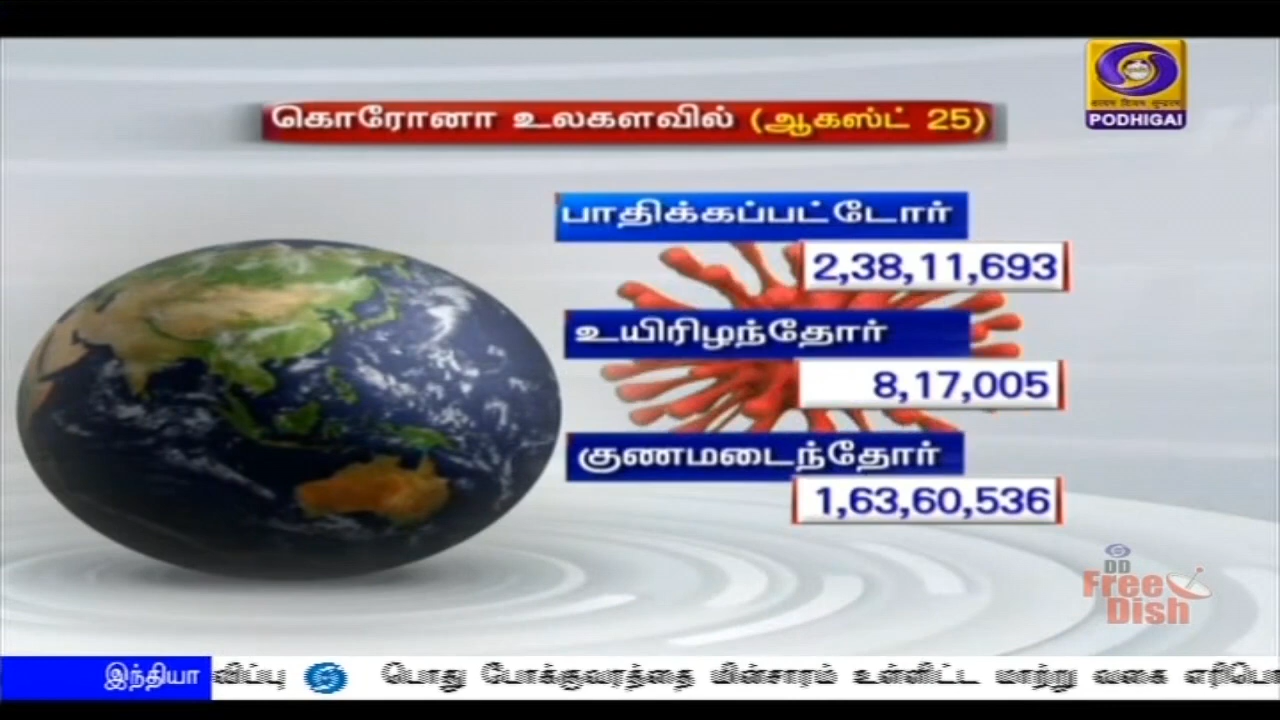 PODHIGAI
கொரோனா உலகளவில் (ஆகஸ்ட் 25)
பாதிக்கப்பட்டோர்
2,38,11,693
உயிரிழந்தோர்
8,17,005
குணமடைந்தோர்
1,63,60,536
DD
Free
Dish
இந்தியா விப்பு பொது போக்குவரத்தை மின்சாரம் உள்ளிட்ட மாற்று வகை எரிபொ